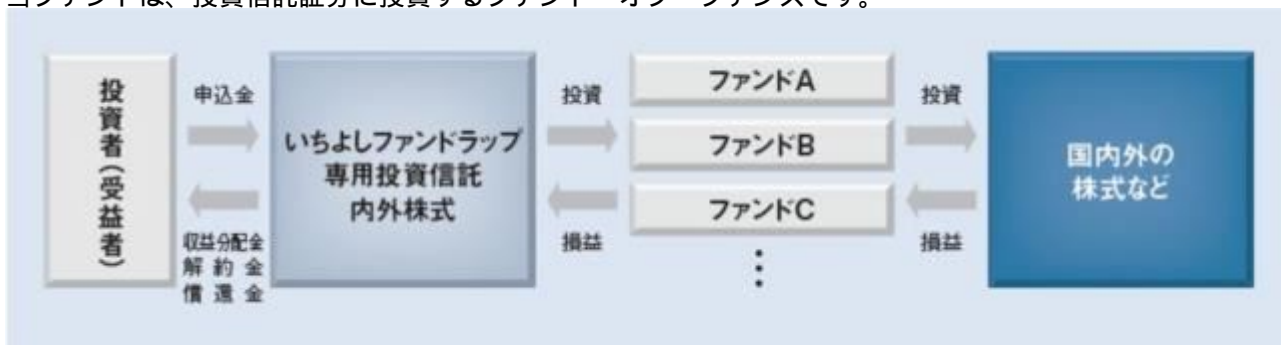 当ファンドは、投資信託証券に投資するファンド・オブ・ファンズです。
投資者(受益者)
申込金
収益分配金
解約金
償還金
いちよしファンドラップ
専用投資信託
内外株式
投資
損益
ファンドA
ファンドB
ファンドC
⋮
投資
損益
国内外の
株式など